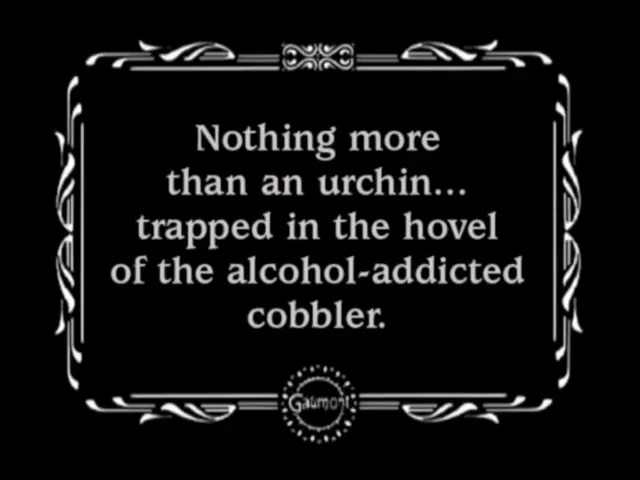 Nothing more
than an urchin...
trapped in the hovel
of the alcohol-addicted
cobbler.
Gaumont